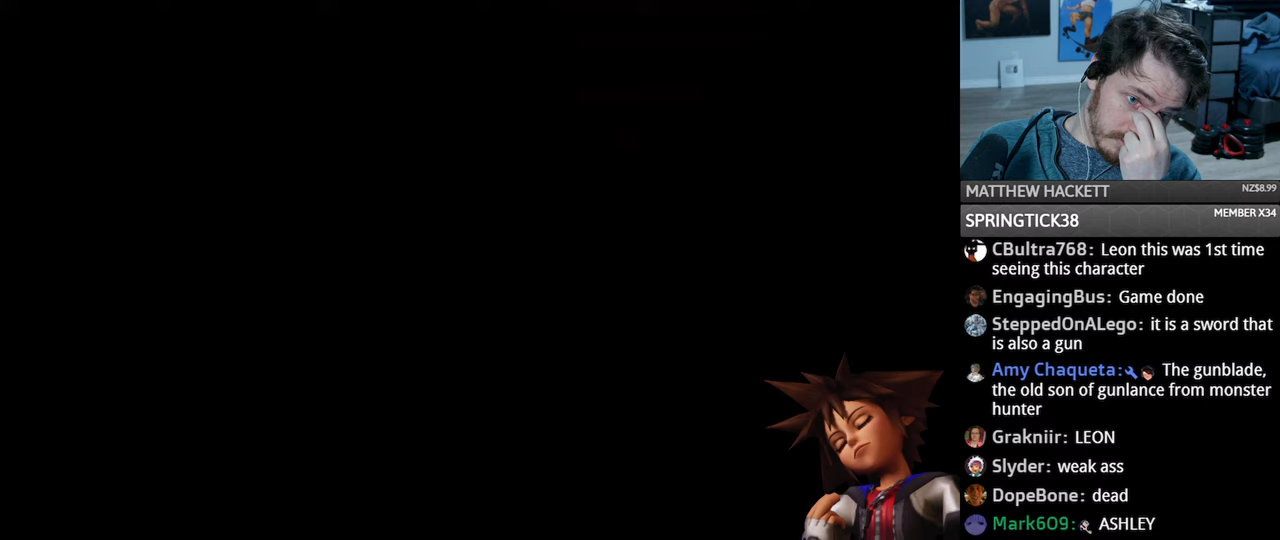 MATTHEW HACKETT
NZ$8.99
SPRINGTICK38
MEMBER X34
CBultra768: Leon this was 1st time
seeing this character
EngagingBus: Game done
SteppedOnALego: it is a sword that
is also a gun
Amy Chaqueta: The gunblade,
the old son of gunlance from monster
hunter
Grakniir: LEON
Slyder: weak ass
DopeBone: dead
Mark609: ASHLEY